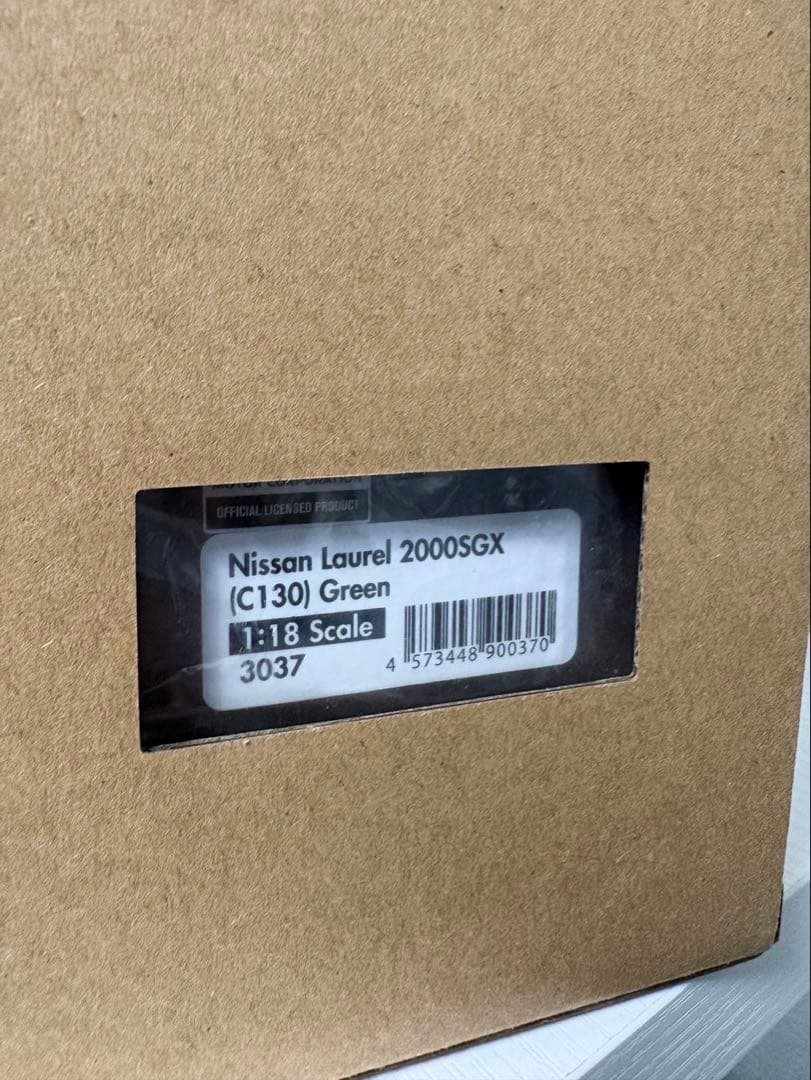 OFFICIAL LICENSED PRODUCT
Nissan Laurel 2000SGX
(C130) Green
1:18 Scale
3037
4 573448 900370